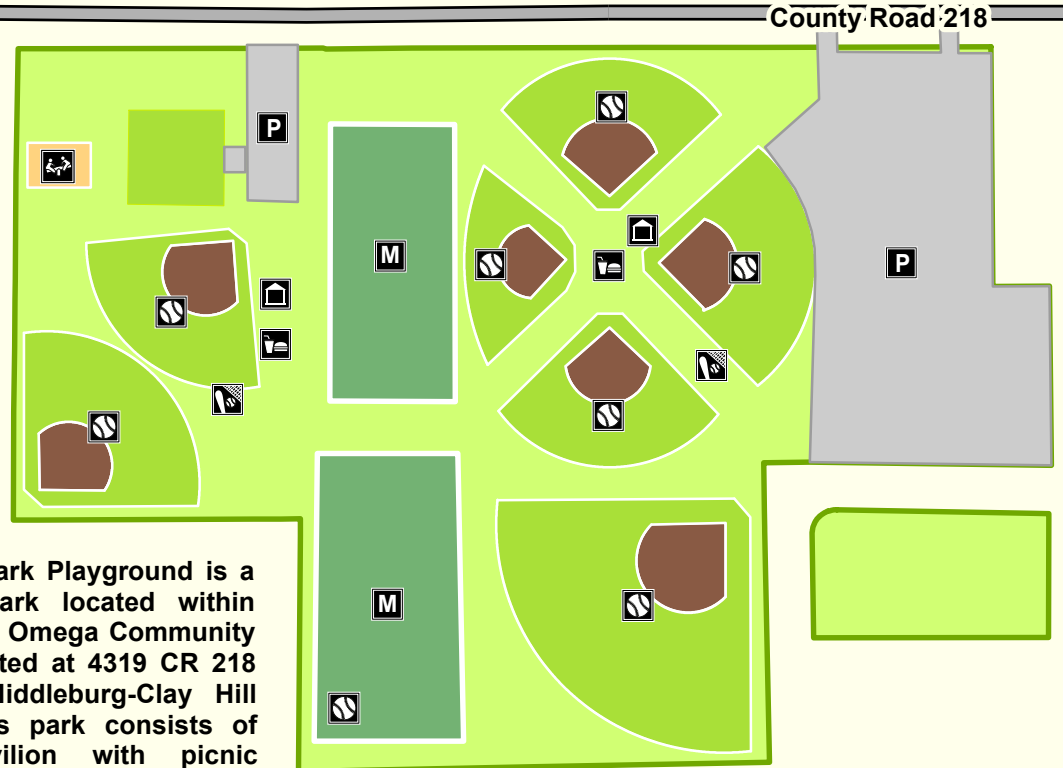 County Road 218
P
M
P
M
ark Playground is a
ark located within
Omega Community
ted at 4319 CR 218
iddleburg-Clay Hill
s park consists of
vilion with picnic